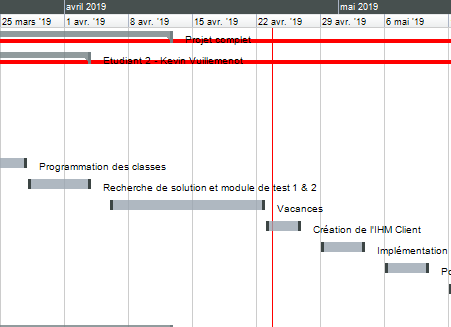 avril 2019
mai 2019
25 mars '19
1 avr. '19
8 avr. '19
15 avr. '19
22 avr. '19
29 avr. '19
6 mai '19
Projet complet
Etudiant 2 - Kevin Vuillemenot
Programmation des classes
Recherche de solution et module de test 1 & 2
Vacances
Création de l'IHM Client
Implémentation
Po